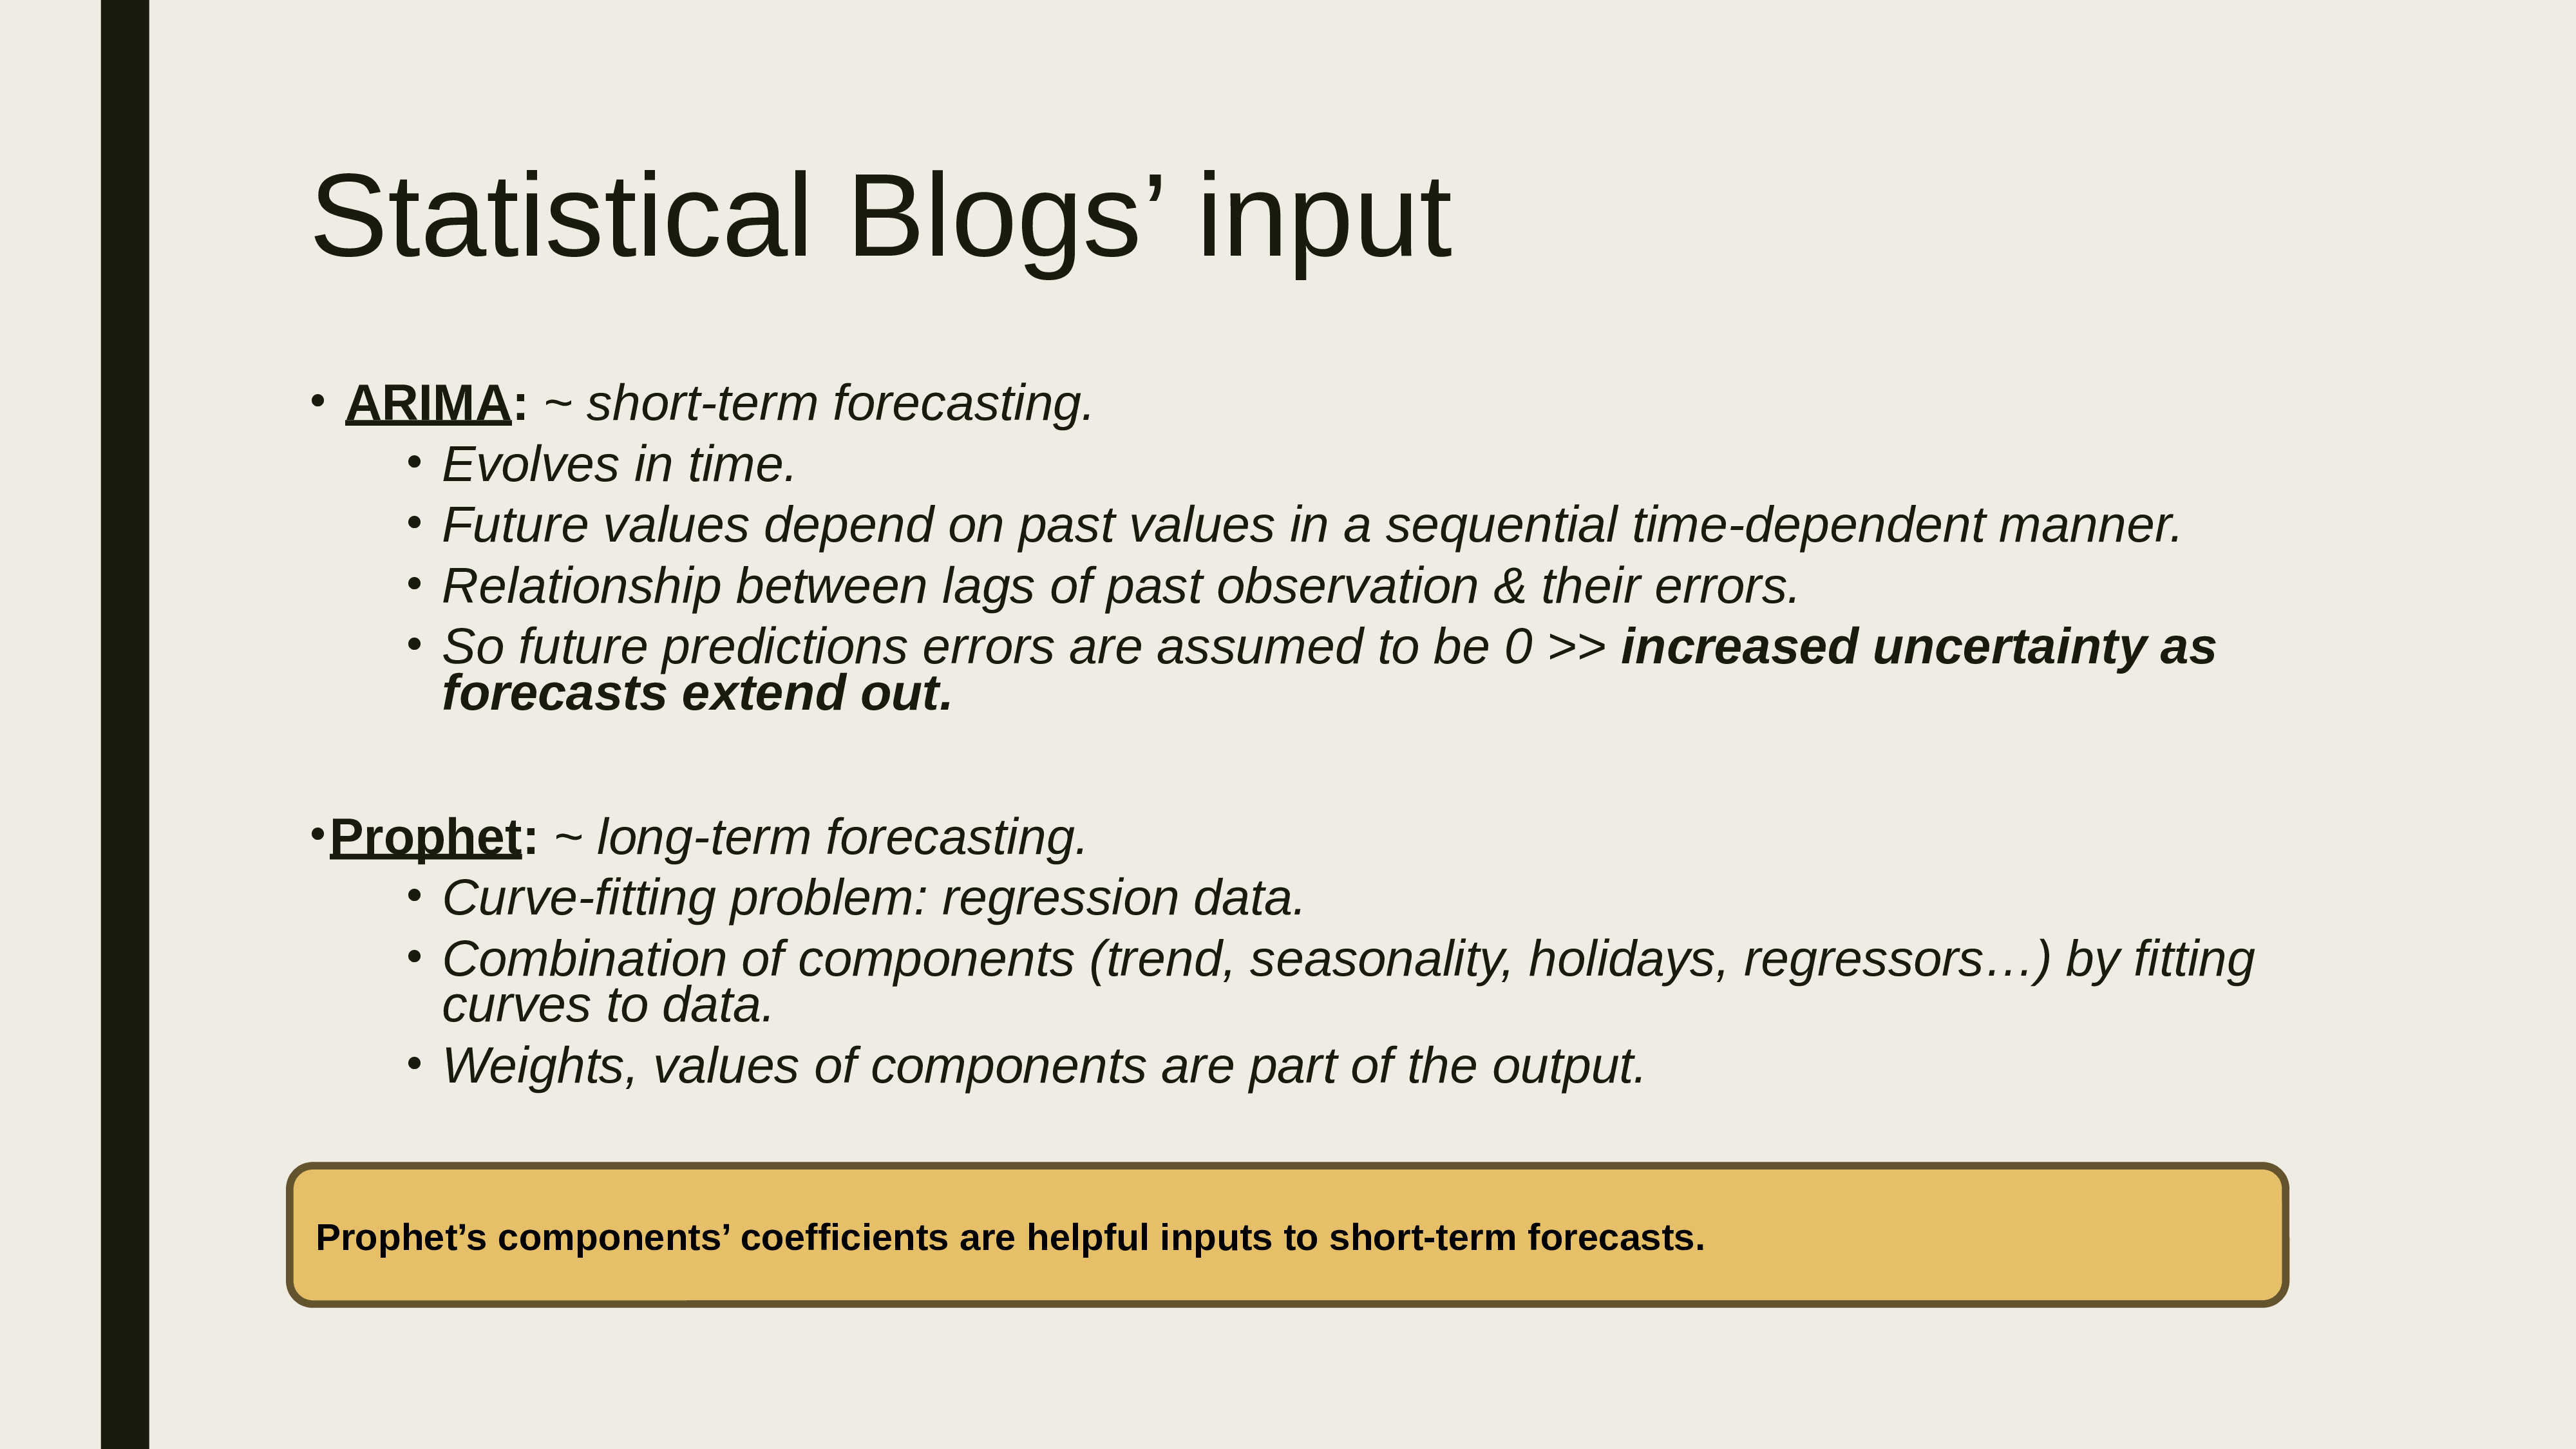 Statistical Blogs’ input
• ARIMA: ~ short-term forecasting.
• Evolves in time.
• Future values depend on past values in a sequential time-dependent manner.
• Relationship between lags of past observation & their errors.
• So future predictions errors are assumed to be 0 >> increased uncertainty as
forecasts extend out.
•Prophet: ~ long-term forecasting.
• Curve-fitting problem: regression data.
• Combination of components (trend, seasonality, holidays, regressors…) by fitting
curves to data.
• Weights, values of components are part of the output.
Prophet’s components’ coefficients are helpful inputs to short-term forecasts.